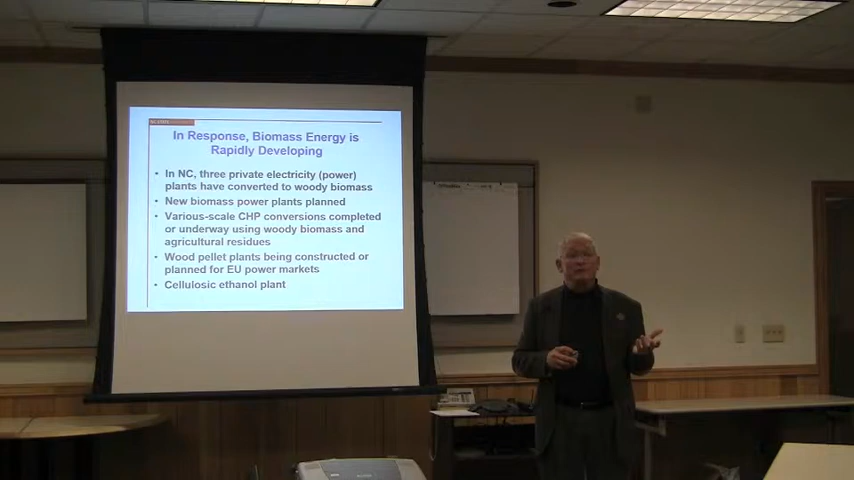 NC STATE
In Response, Biomass Energy is
Rapidly Developing
• In NC, three private electricity (power)
plants have converted to woody biomass
• New biomass power plants planned
• Various-scale CHP conversions completed
or underway using woody biomass and
agricultural residues
• Wood pellet plants being constructed or
planned for EU power markets
• Cellulosic ethanol plant